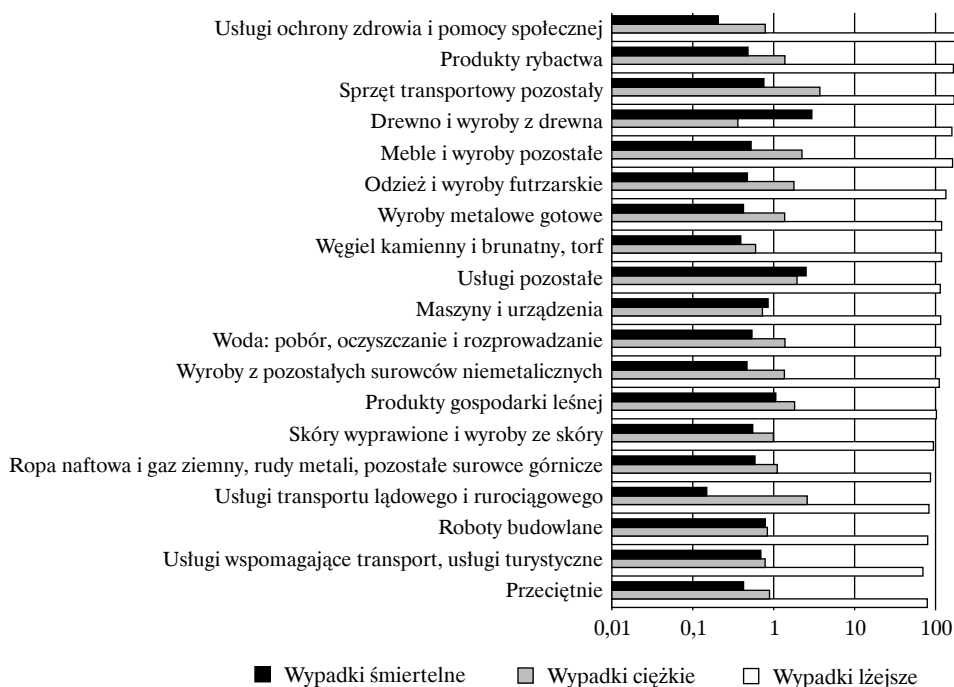 Usługi ochrony zdrowia i pomocy społecznej
Produkty rybactwa
Sprzęt transportowy pozostały
Drewno i wyroby z drewna
Meble i wyroby pozostałe
Odzież i wyroby futrzarskie
Wyroby metalowe gotowe
Węgiel kamienny i brunatny, torf
Usługi pozostałe
Maszyny i urządzenia
Woda: pobór, oczyszczanie i rozprowadzanie
Wyroby z pozostałych surowców niemetalicznych
Produkty gospodarki leśnej
Skóry wyprawione i wyroby ze skóry
Ropa naftowa i gaz ziemny, rudy metali, pozostałe surowce górnicze
Usługi transportu lądowego i rurociągowego
Roboty budowlane
Usługi wspomagające transport, usługi turystyczne
Przeciętnie
0,01 0,1 1 10 100
Wypadki śmiertelne Wypadki ciężkie Wypadki lżejsze